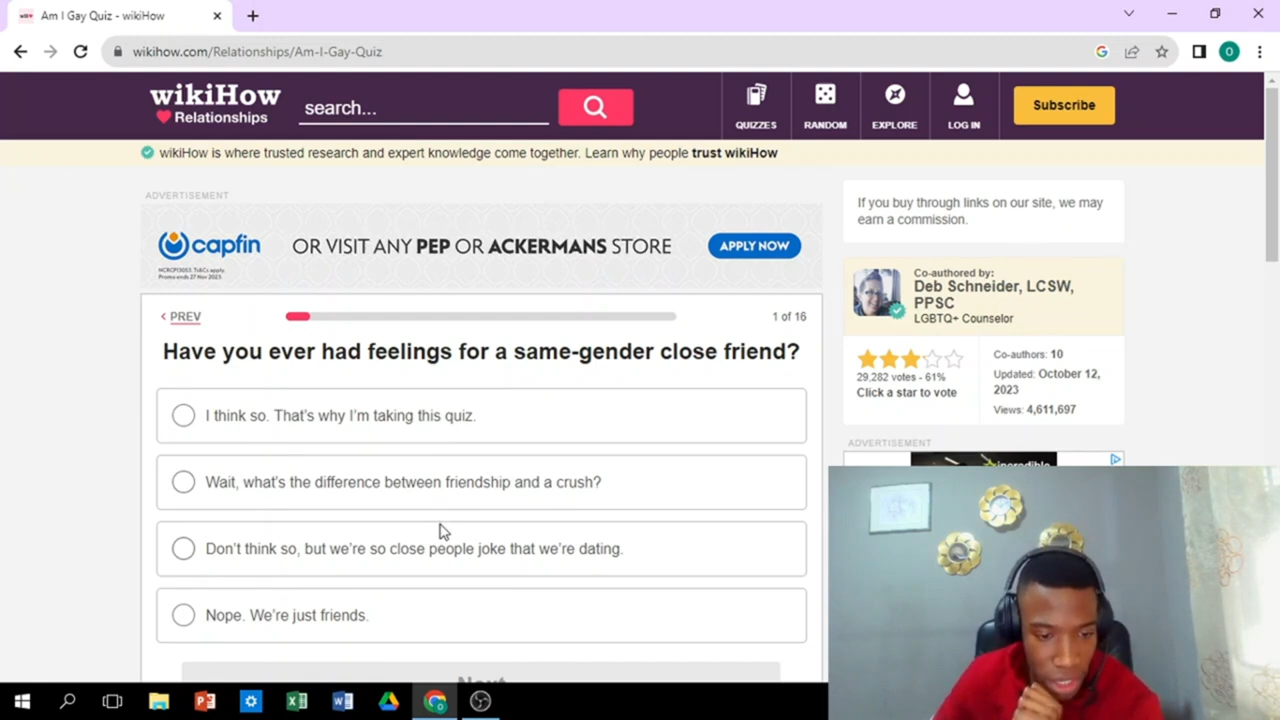 Am I Gay Quiz - wikiHow
wikihow.com/Relationships/Am-I-Gay-Quiz
O
wikiHow
Relationships
search...
QUIZZES
RANDOM
EXPLORE
LOG IN
Subscribe
wikiHow is where trusted research and expert knowledge come together. Learn why people trust wikiHow
ADVERTISEMENT
capfin
OR VISIT ANY PEP OR ACKERMANS STORE
APPLY NOW
PREV
1 of 16
Have you ever had feelings for a same-gender close friend?
I think so. That's why I'm taking this quiz.
Wait, what's the difference between friendship and a crush?
Don't think so, but we're so close people joke that we're dating.
Nope. We're just friends.
Next
If you buy through links on our site, we may
earn a commission.
Co-authored by:
Deb Schneider, LCSW,
PPSC
LGBTQ+ Counselor
29,282 votes - 61%
Click a star to vote
Co-authors: 10
Updated: October 12,
2023
Views: 4,611,697
ADVERTISEMENT